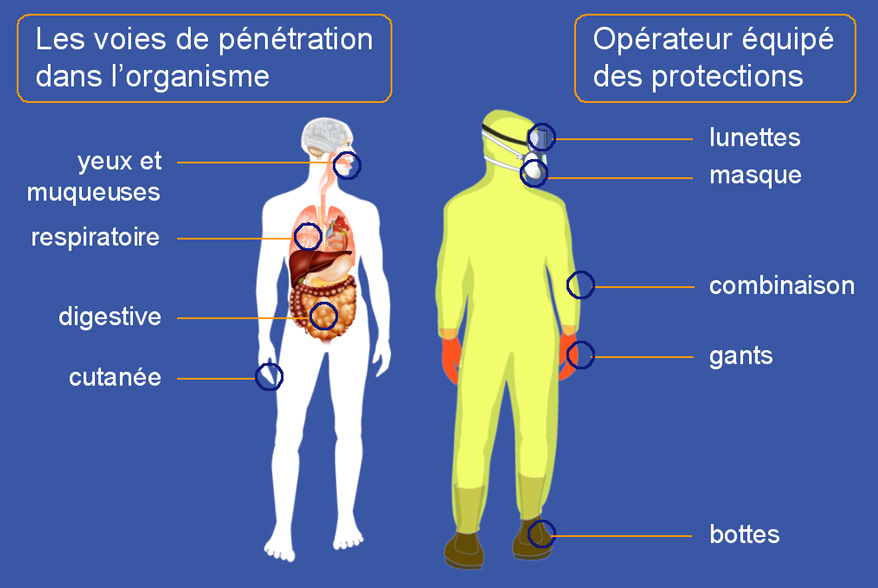 Les voies de pénétration
dans l’organisme
yeux et
muqueuses
respiratoire
digestive
cutanée
Opérateur équipé
des protections
lunettes
masque
combinaison
gants
bottes